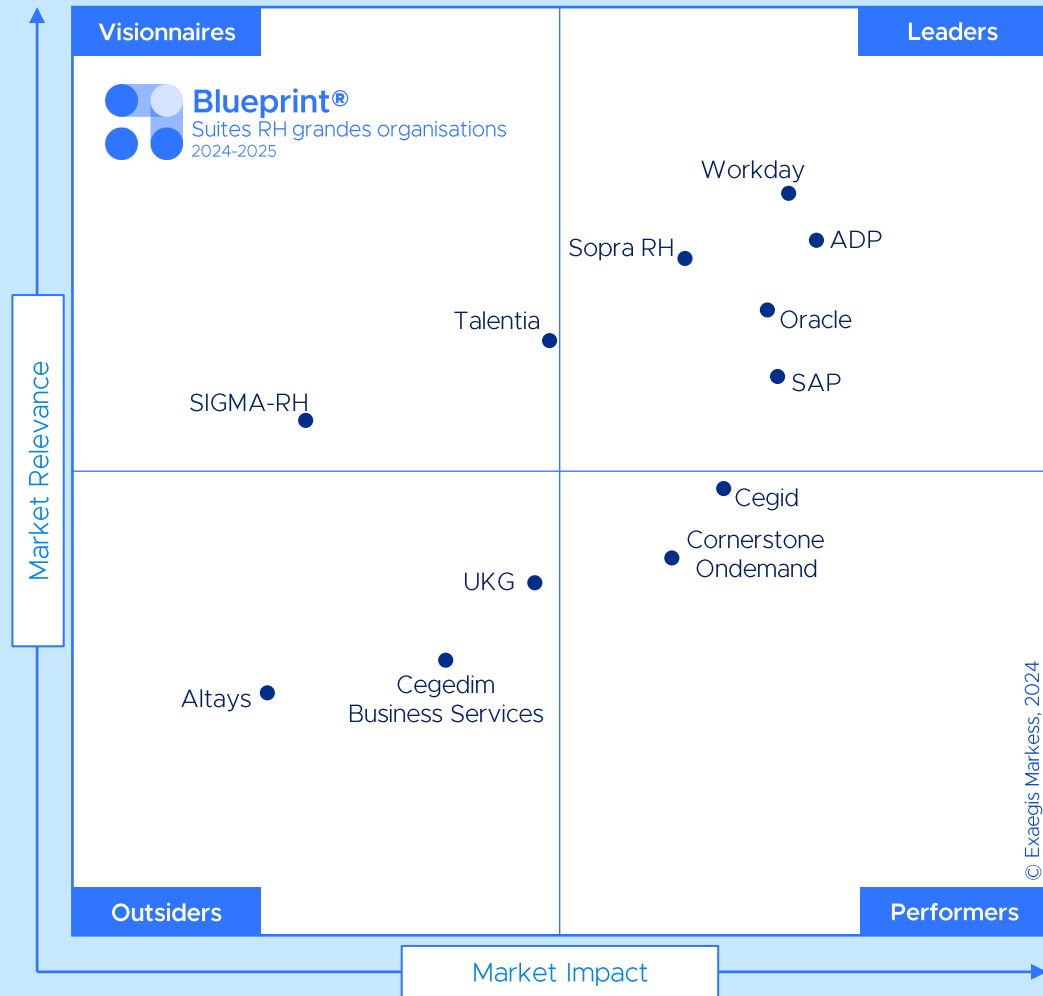 Visionnaires
Leaders
Blueprint®
Suites RH grandes organisations
2024-2025
Workday
ADP
Sopra RH
Oracle
Talentia
SAP
SIGMA-RH
Market Relevance
Cegid
Cornerstone
Ondemand
UKG
Cegedim
Business Services
Altays
© Exaegis Markess, 2024
Outsiders
Performers
Market Impact